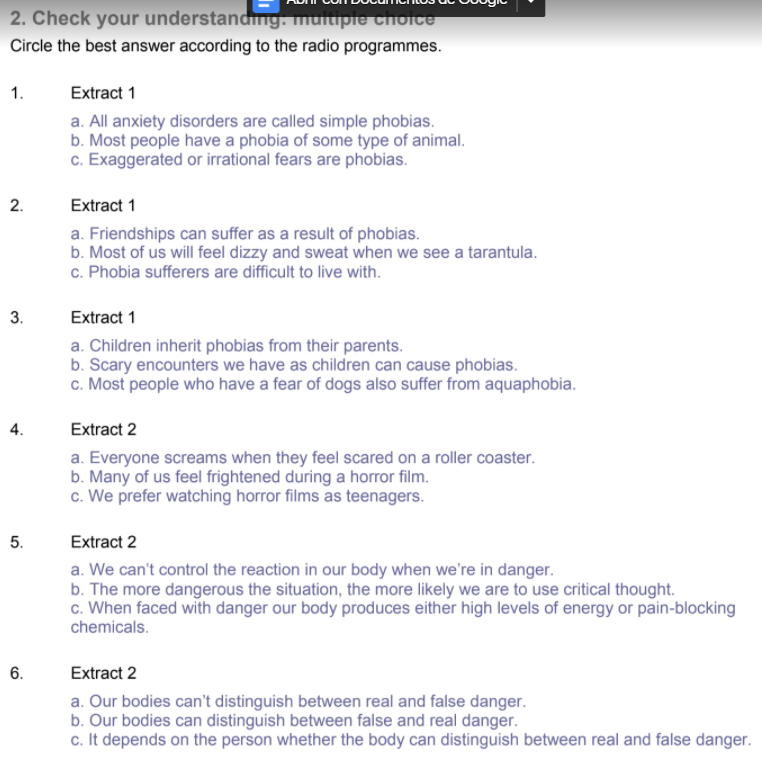 Abrir con Documentos de Google
2. Check your understanding: multiple choice
Circle the best answer according to the radio programmes.
1. Extract 1
a. All anxiety disorders are called simple phobias.
b. Most people have a phobia of some type of animal.
c. Exaggerated or irrational fears are phobias.
2. Extract 1
a. Friendships can suffer as a result of phobias.
b. Most of us will feel dizzy and sweat when we see a tarantula.
c. Phobia sufferers are difficult to live with.
3. Extract 1
a. Children inherit phobias from their parents.
b. Scary encounters we have as children can cause phobias.
c. Most people who have a fear of dogs also suffer from aquaphobia.
4. Extract 2
a. Everyone screams when they feel scared on a roller coaster.
b. Many of us feel frightened during a horror film.
c. We prefer watching horror films as teenagers.
5. Extract 2
a. We can't control the reaction in our body when we're in danger.
b. The more dangerous the situation, the more likely we are to use critical thought.
c. When faced with danger our body produces either high levels of energy or pain-blocking
chemicals.
6. Extract 2
a. Our bodies can't distinguish between real and false danger.
b. Our bodies can distinguish between false and real danger.
c. It depends on the person whether the body can distinguish between real and false danger.